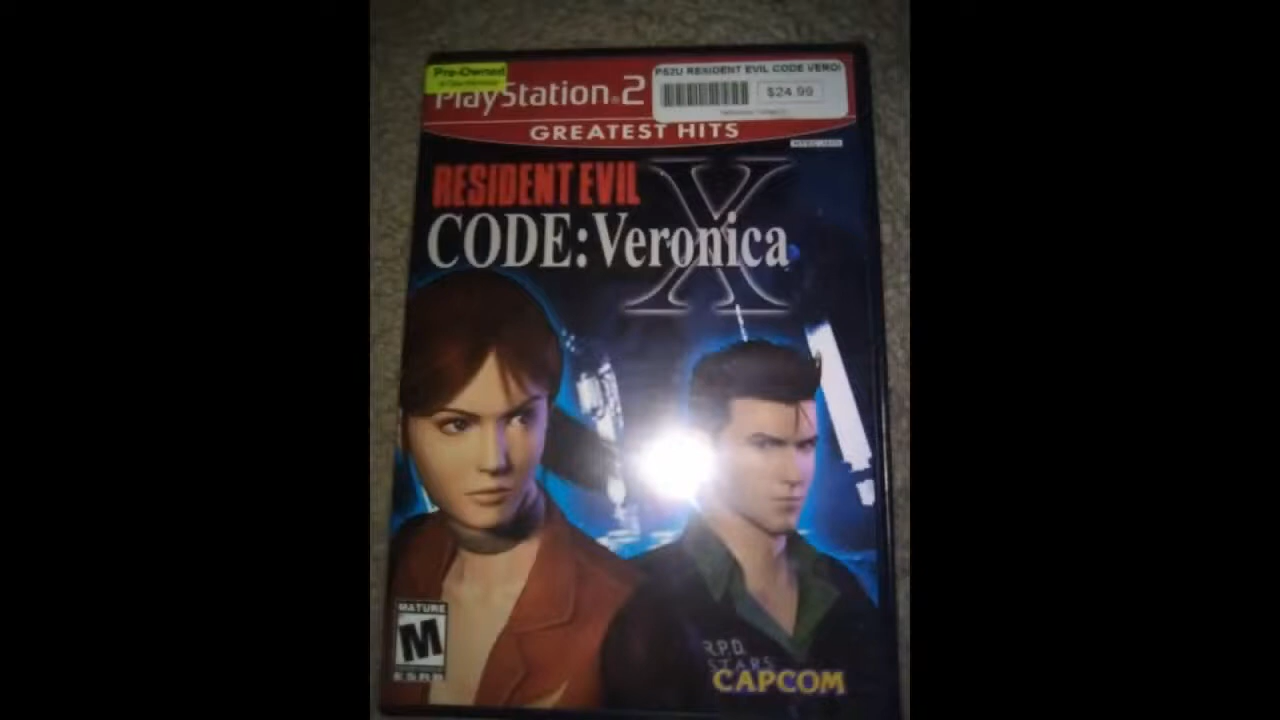 Pre-Owned
PlayStation.2
PS2U RESIDENT EVIL CODE VERO
$24.99
GREATEST HITS
RESIDENT EVIL
X
CODE:Veronica
MATURE
M
ESRB
R.P.D.
STARS
CAPCOM